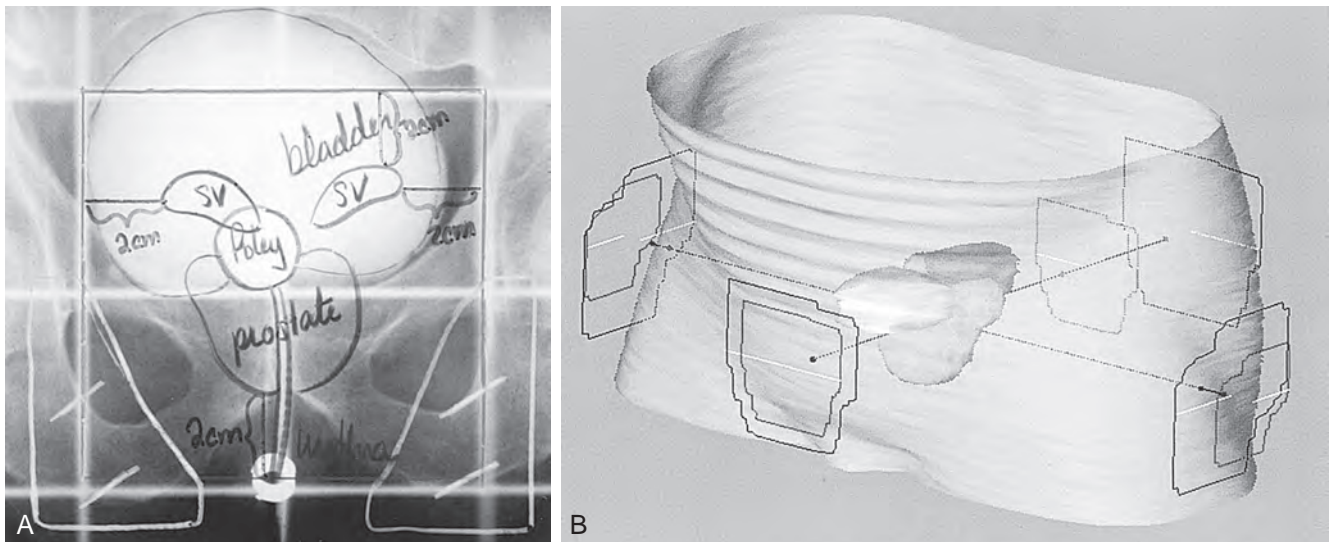 bladder
2cm
SV
SV
2cm
Foley
2cm
prostate
2cm
urethra
A
B